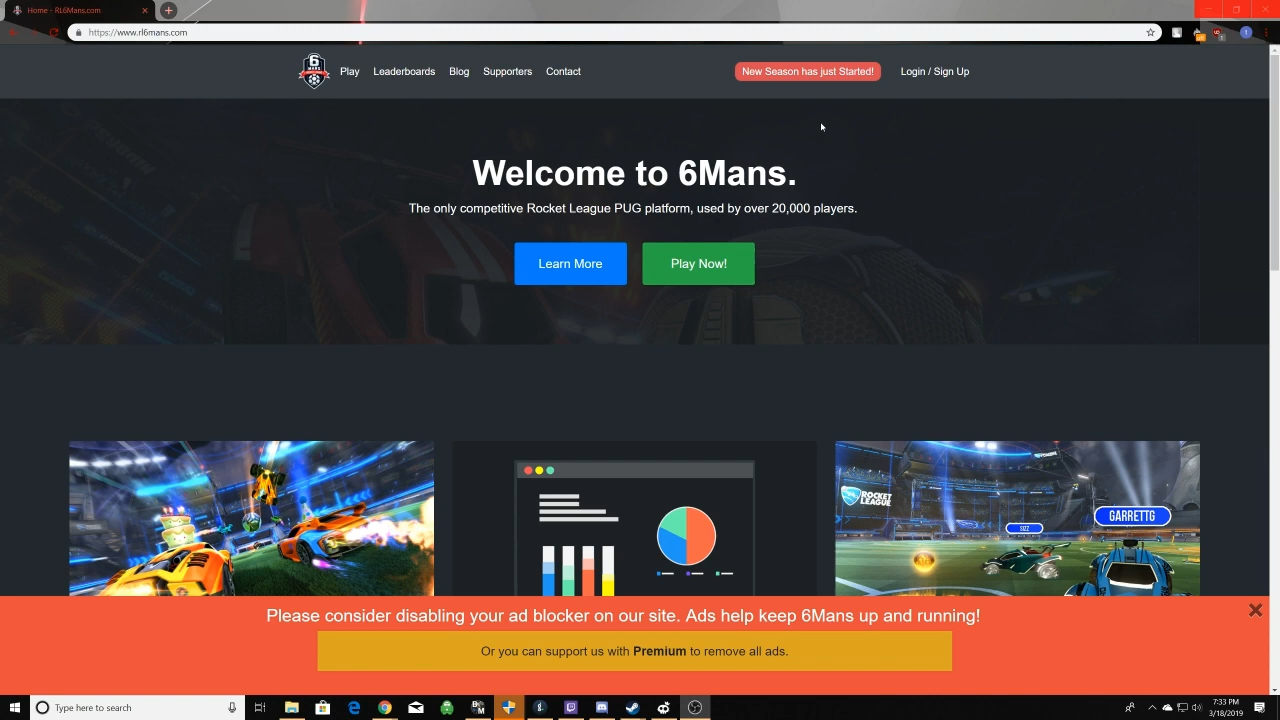 Home - RL6Mans.com
https://www.rl6mans.com
6
MANS
Play
Leaderboards
Blog
Supporters
Contact
New Season has just Started!
Login / Sign Up
Welcome to 6Mans.
The only competitive Rocket League PUG platform, used by over 20,000 players.
Learn More
Play Now!
ROCKET
LEAGUE
SIZZ
GARRETTG
Please consider disabling your ad blocker on our site. Ads help keep 6Mans up and running!
Or you can support us with Premium to remove all ads.
Type here to search
7:33 PM
3/18/2019